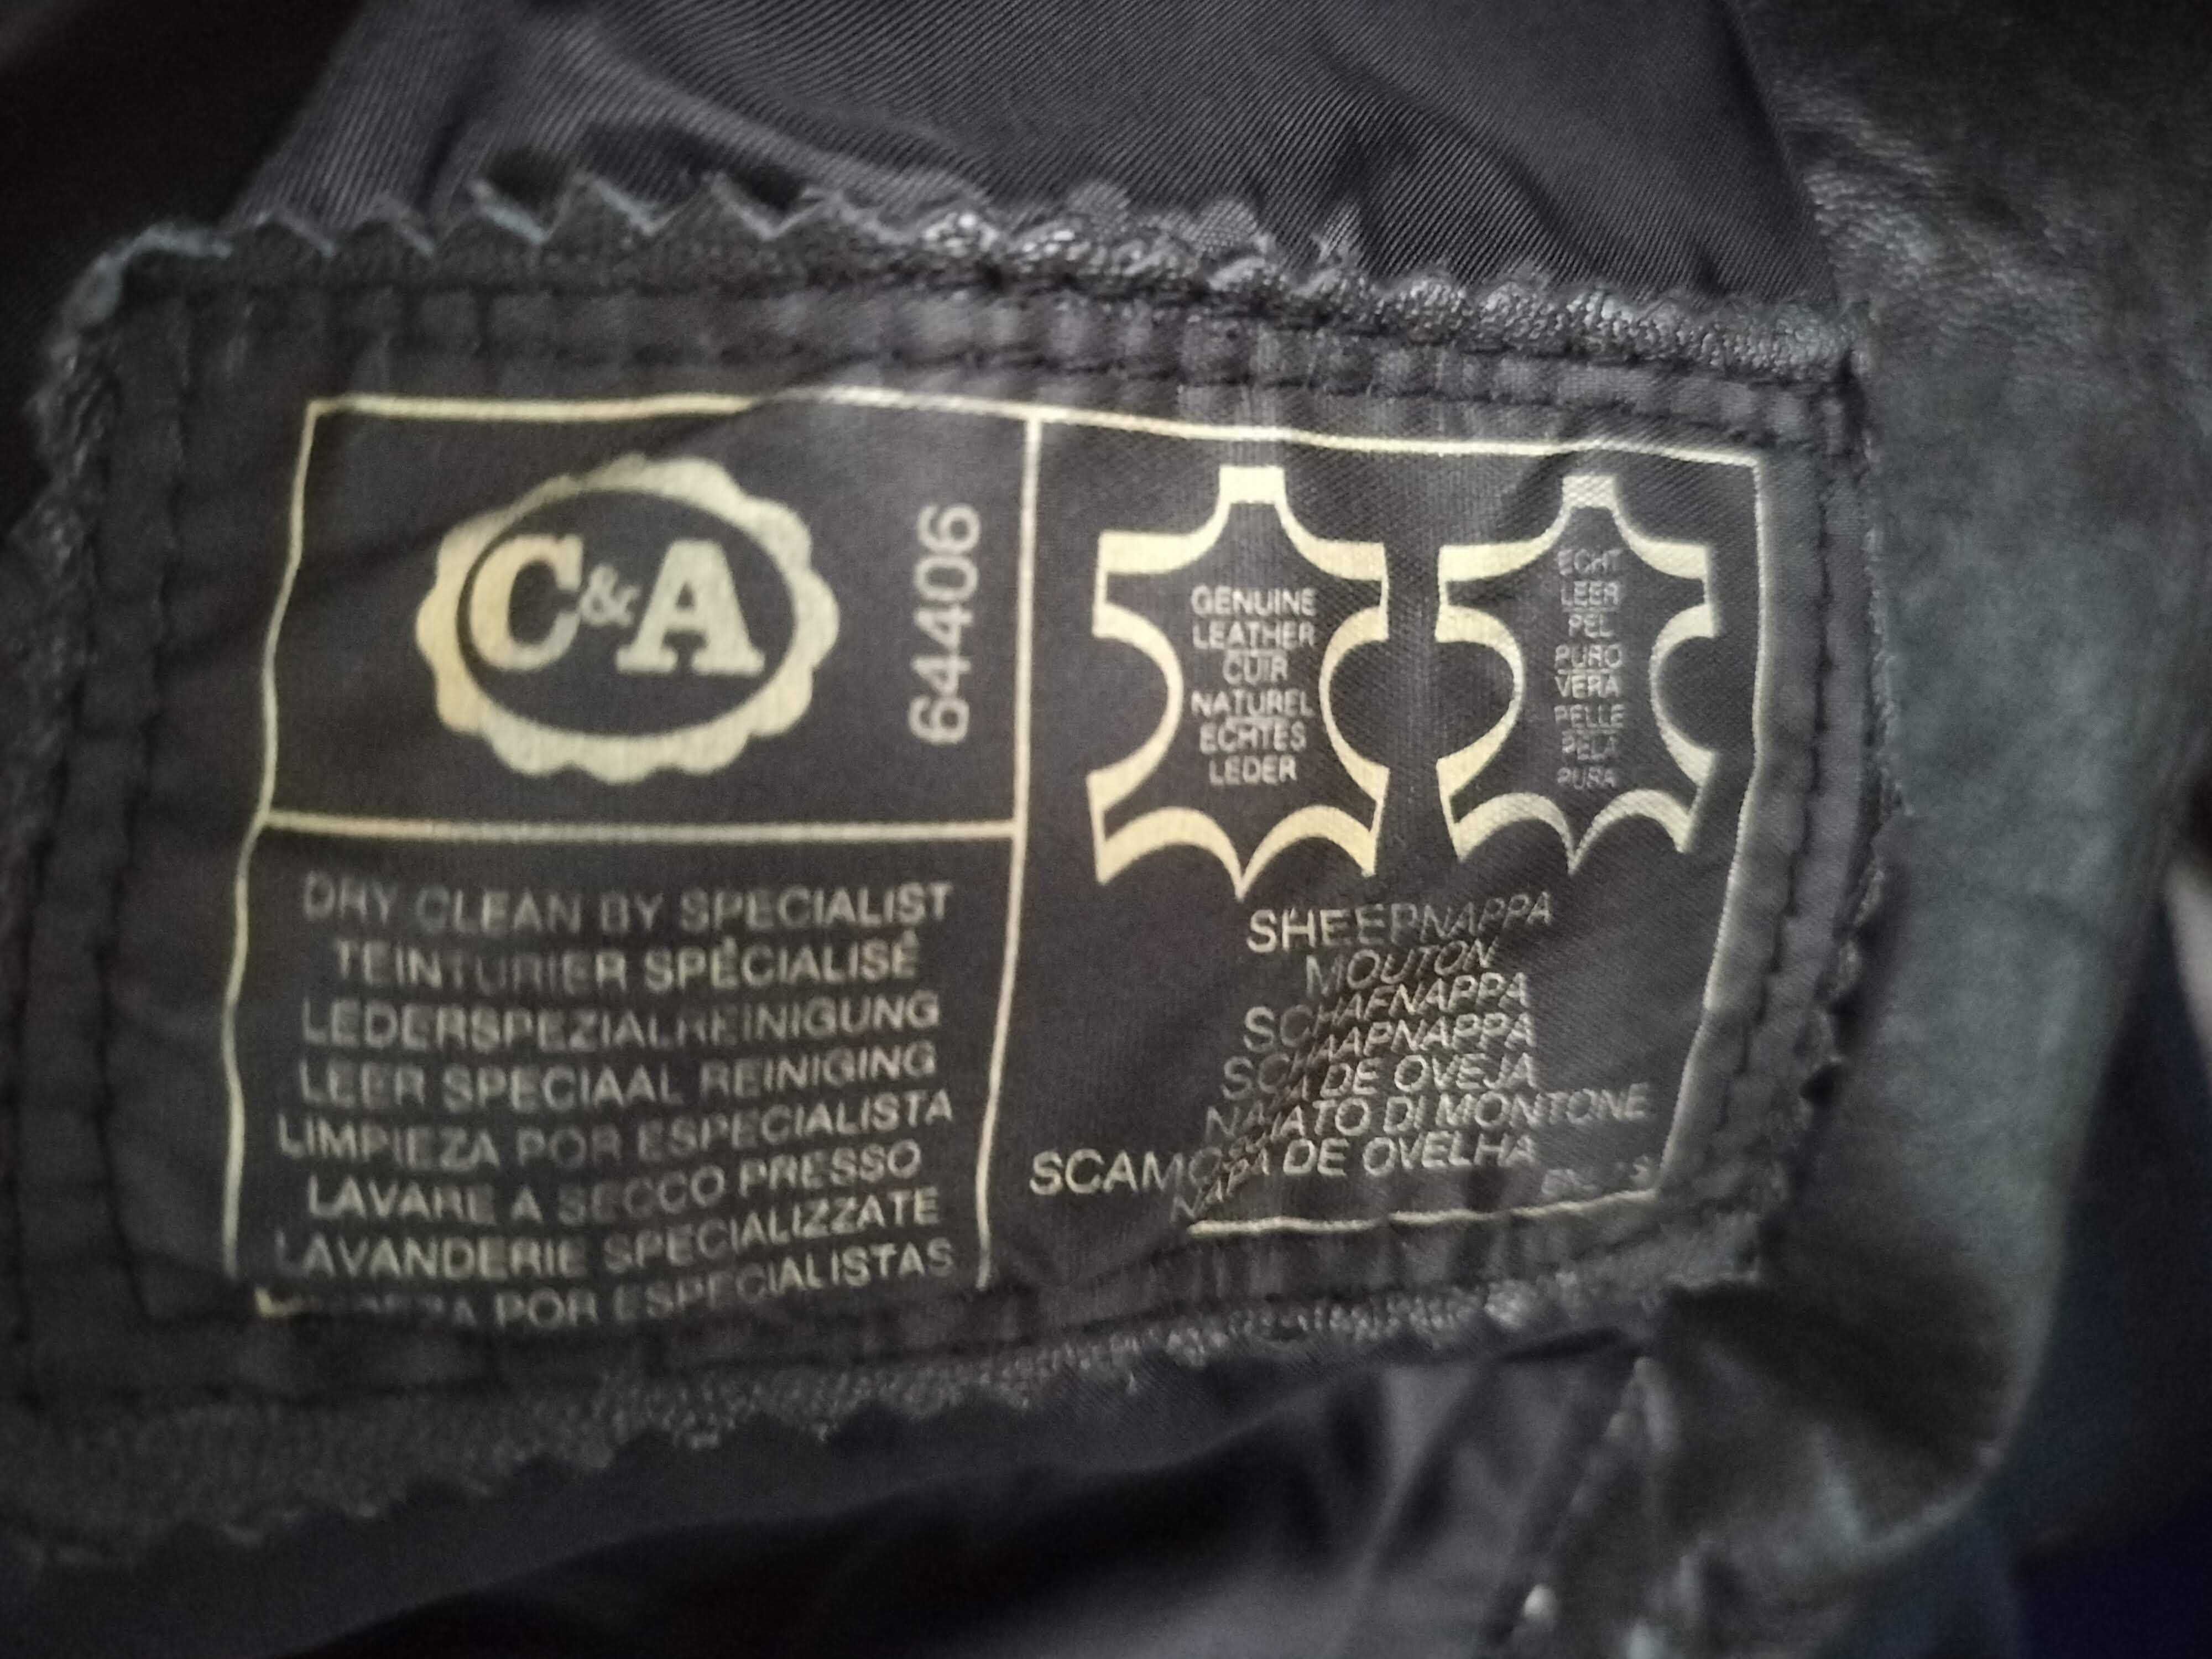 C&A
64406
DRY CLEAN BY SPECIALIST
TEINTURIER SPÉCIALISÉ
LEDERSPEZIALREINIGUNG
LEER SPECIAAL REINIGING
LIMPIEZA POR ESPECIALISTA
LAVARE A SECCO PRESSO
LAVANDERIE SPECIALIZZATE
POR ESPECIALISTAS
GENUINE
LEATHER
CUIR
NATUREL
ECHTES
LEDER
ECHT
LEER
PEL
PURO
VERA
PELLE
PELA
PURA
SHEEPNAPPA
MOUTON
SCHAFNAPPA
SCHAAPNAPPA
NAPA DE OVEJA
SCAMOSCIATO DI MONTONE
NAPA DE OVELHA